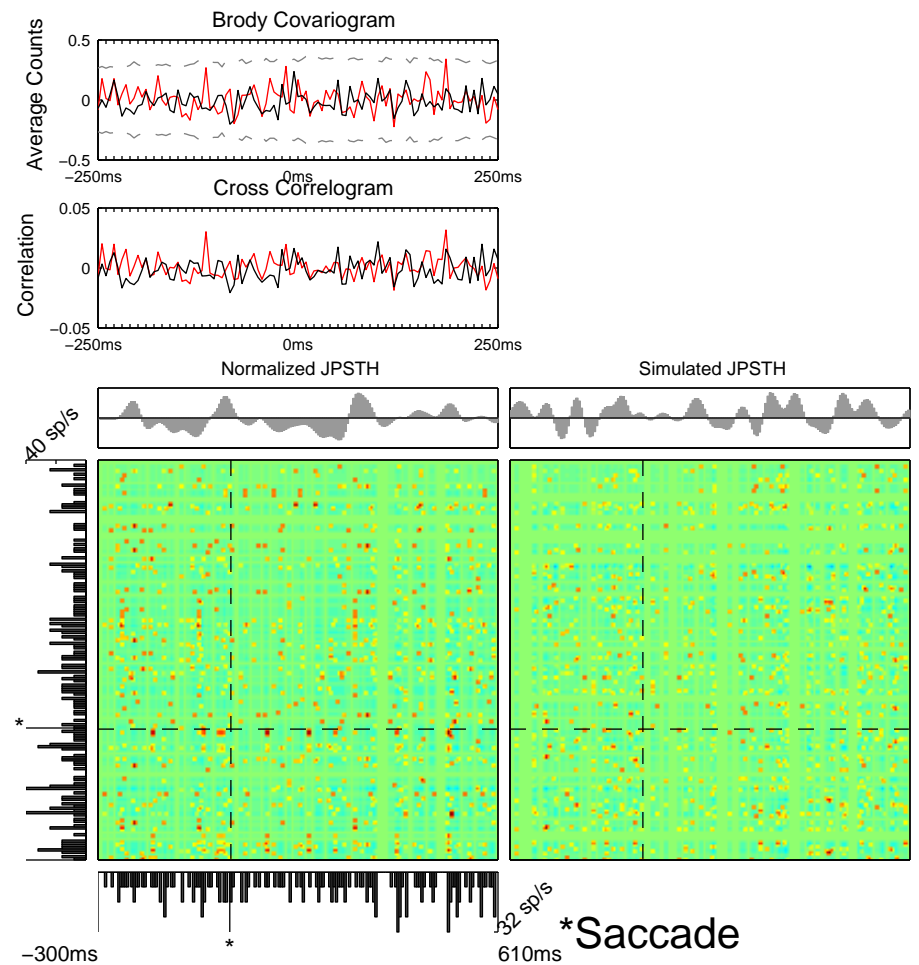 Brody Covariogram
Average Counts
0.5
0
−0.5
−250ms
0ms
250ms
Cross Correlogram
Correlation
0.05
0
−0.05
−250ms
0ms
250ms
Normalized JPSTH
Simulated JPSTH
40 sp/s
*
32 sp/s
*
*Saccade
−300ms
610ms